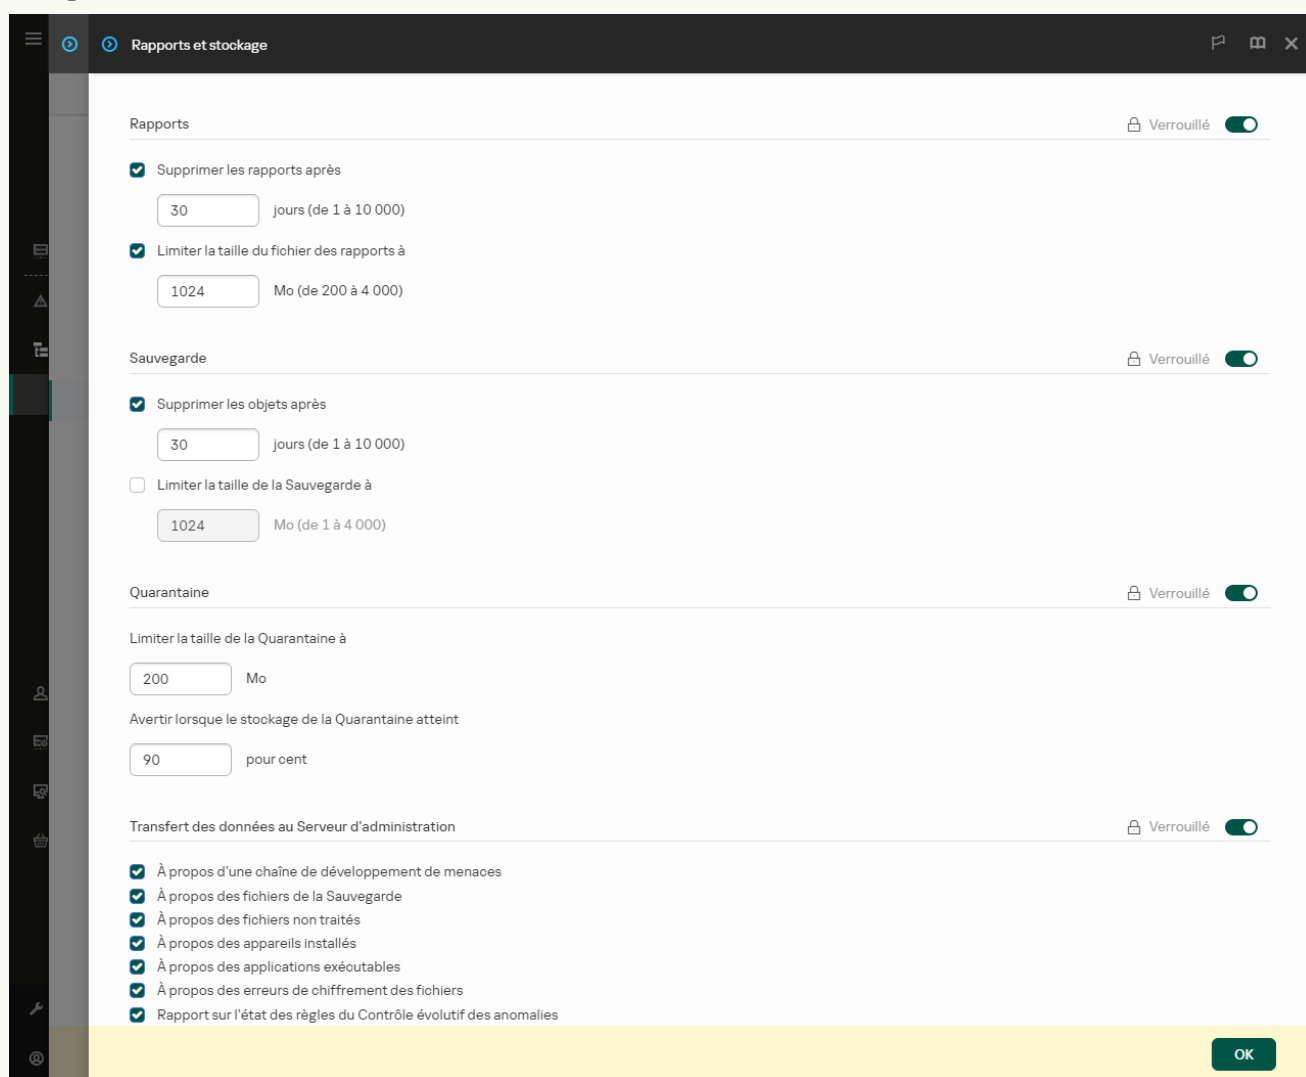 Rapports et stockage
Rapports
Verrouillé
Supprimer les rapports après
30 jours (de 1 à 10 000)
Limiter la taille du fichier des rapports à
1024 Mo (de 200 à 4 000)
Sauvegarde
Verrouillé
Supprimer les objets après
30 jours (de 1 à 10 000)
Limiter la taille de la Sauvegarde à
1024 Mo (de 1 à 4 000)
Quarantaine
Verrouillé
Limiter la taille de la Quarantaine à
200 Mo
Avertir lorsque le stockage de la Quarantaine atteint
90 pour cent
Transfert des données au Serveur d'administration
Verrouillé
À propos d'une chaîne de développement de menaces
À propos des fichiers de la Sauvegarde
À propos des fichiers non traités
À propos des appareils installés
À propos des applications exécutables
À propos des erreurs de chiffrement des fichiers
Rapport sur l'état des règles du Contrôle évolutif des anomalies
OK